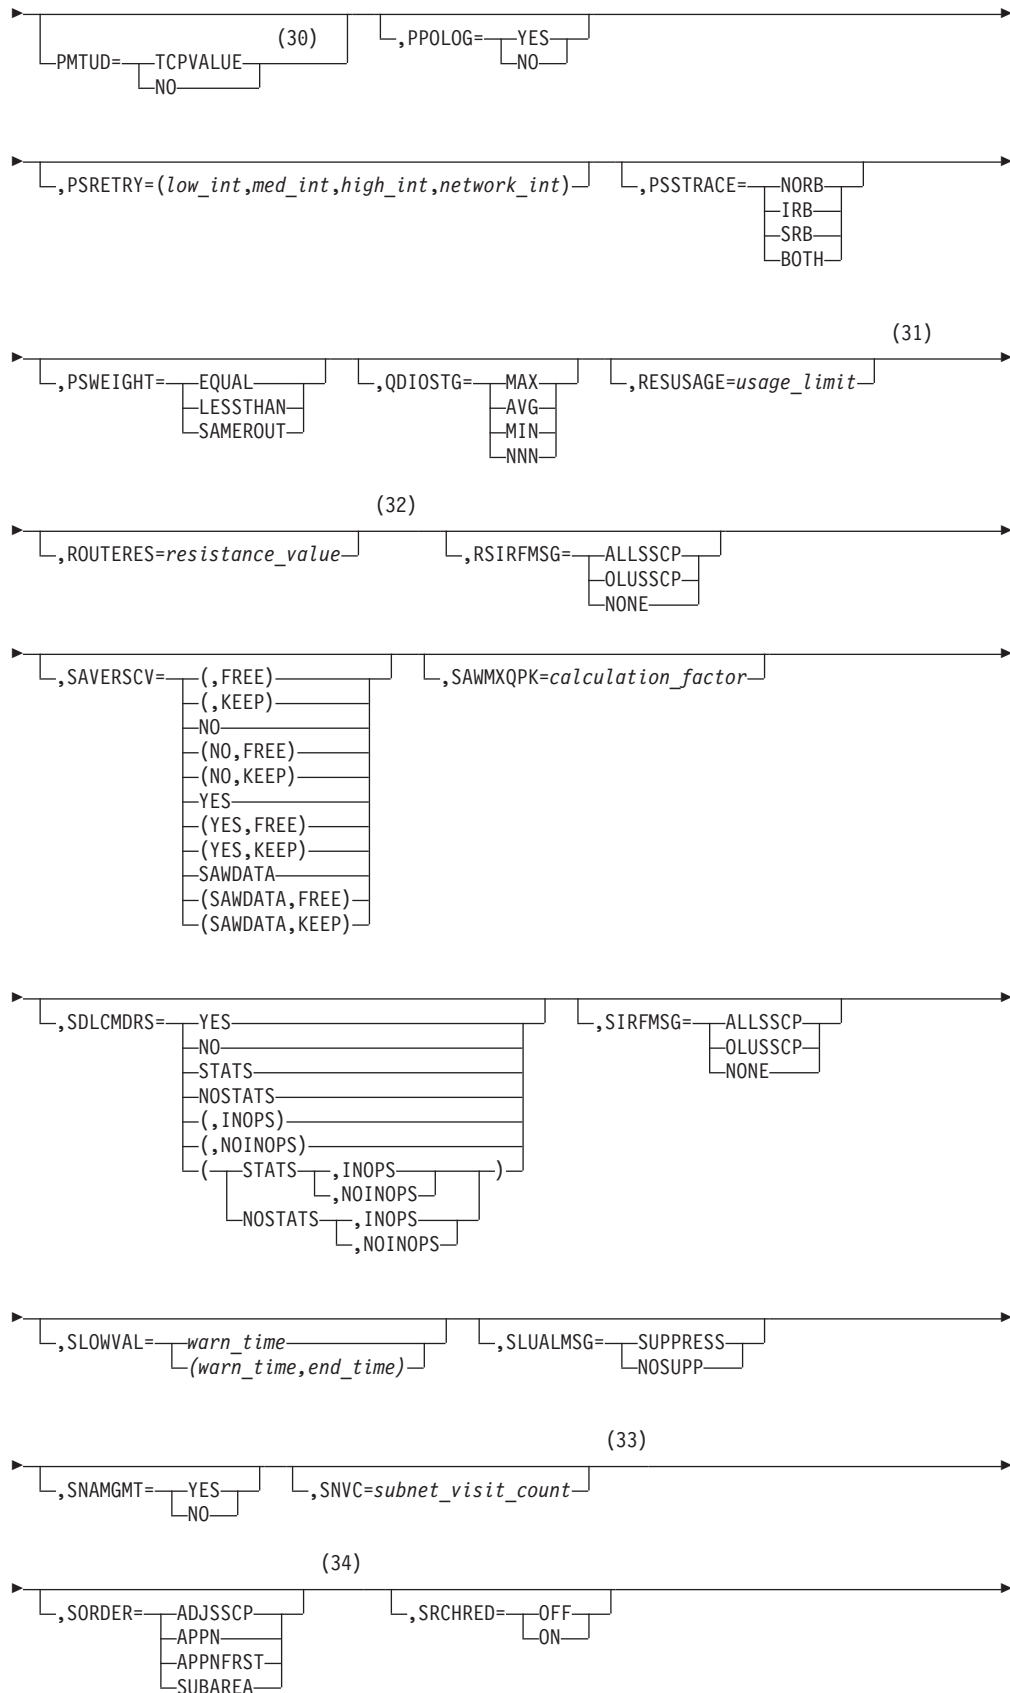 (30)
PMTUD= TCPVALUE ,PPOLOG= YES
NO NO
,PSRETRY=(low_int,med_int,high_int,network_int) ,PSSTRACE= NORB
IRB
SRB
BOTH
(31)
,PSWEIGHT= EQUAL ,QDIOSTG= MAX ,RESUSAGE=usage_limit
LESSTHAN AVG
SAMEROUT MIN
NNN
(32)
,ROUTERES=resistance_value ,RSIRFMSG= ALLSSCP
OLUSSCP
NONE
,SAVERSCV= (,FREE) ,SAWMXQPK=calculation_factor
(,KEEP)
NO
(NO,FREE)
(NO,KEEP)
YES
(YES,FREE)
(YES,KEEP)
SAWDATA
(SAWDATA,FREE)
(SAWDATA,KEEP)
,SDLCMDRS= YES ,SIRFMSG= ALLSSCP
NO OLUSSCP
STATS NONE
NOSTATS
(,INOPS)
(,NOINOPS)
( STATS ,INOPS )
,NOINOPS
NOSTATS ,INOPS
,NOINOPS
,SLOWVAL= warn_time ,SLUALMSG= SUPPRESS
(warn_time,end_time) NOSUPP
(33)
,SNAMGMT= YES ,SNVC=subnet_visit_count
NO
(34)
,SORDER= ADJSSCP ,SRCHRED= OFF
APPN ON
APPNFRST
SUBAREA